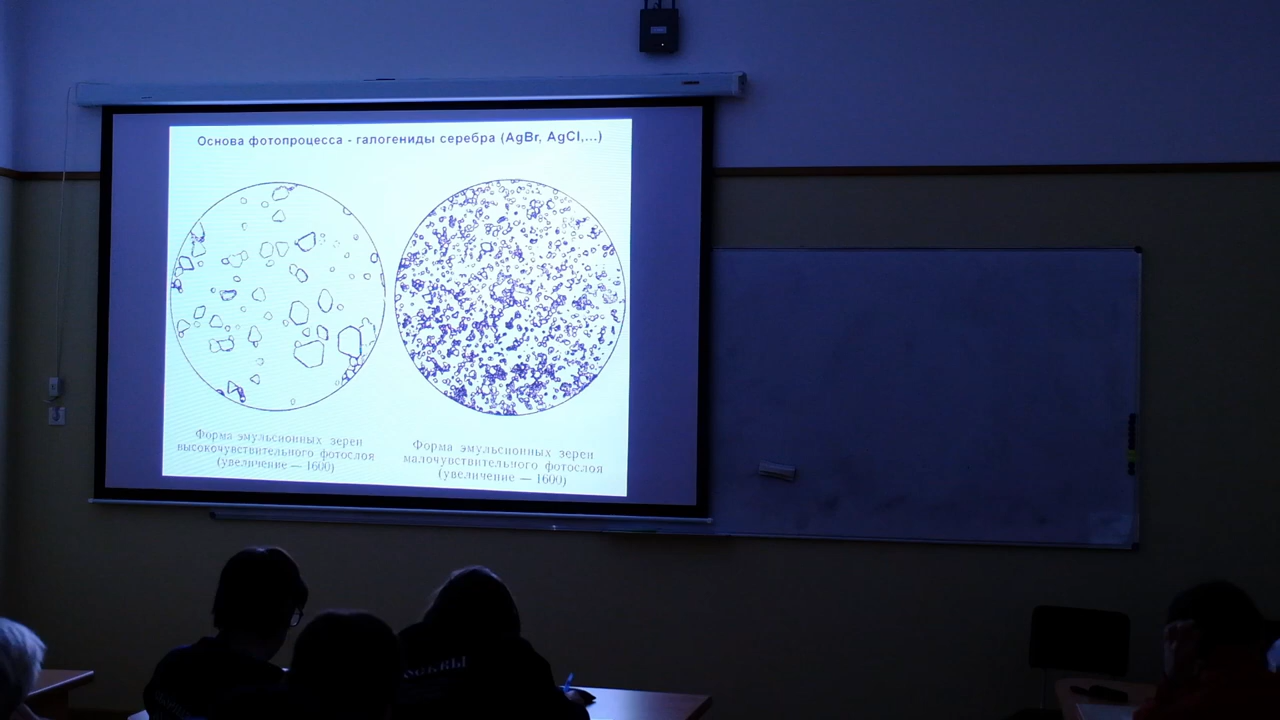 Основа фотопроцесса - галогениды серебра (AgBr, AgCl,...)
Форма эмульсионных зерен
высокочувствительного фотослоя
(увеличение — 1600)
Форма эмульсионных зерен
малочувствительного фотослоя
(увеличение — 1600)